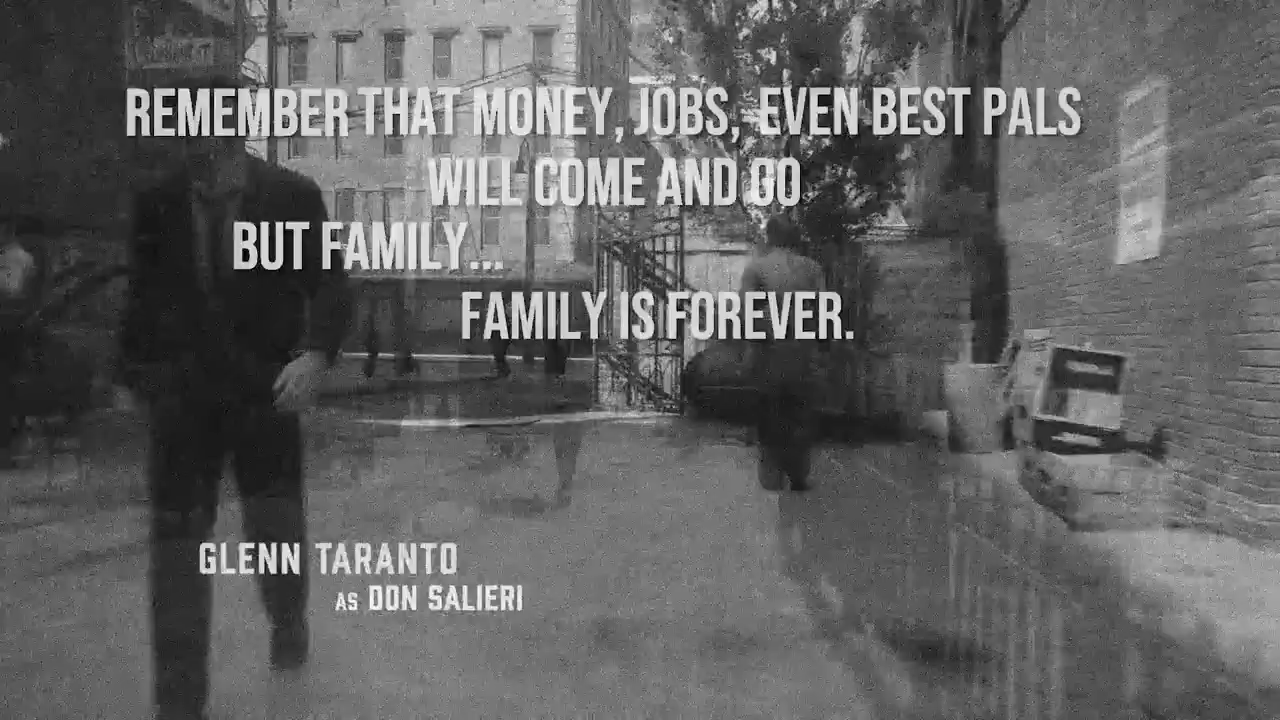 REMEMBER THAT MONEY, JOBS, EVEN BEST PALS
WILL COME AND GO
BUT FAMILY...
FAMILY IS FOREVER.
GLENN TARANTO
AS DON SALIERI